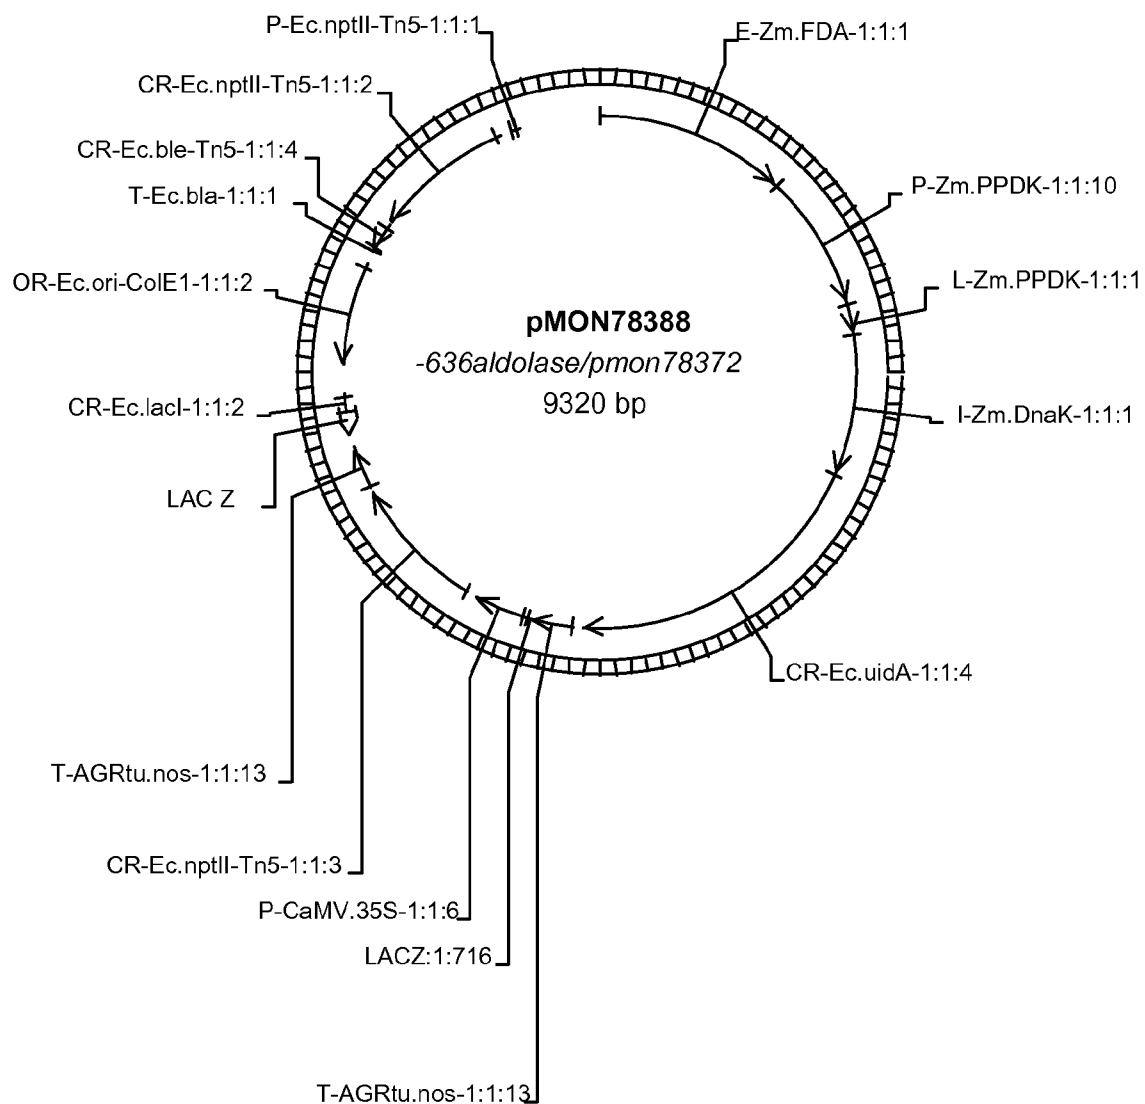 P-Ec.nptII-Tn5-1:1:1
E-Zm.FDA-1:1:1
CR-Ec.nptII-Tn5-1:1:2
CR-Ec.ble-Tn5-1:1:4
T-Ec.bla-1:1:1
P-Zm.PPDK-1:1:10
OR-Ec.ori-ColE1-1:1:2
L-Zm.PPDK-1:1:1
pMON78388
-636aldolase/pmon78372
9320 bp
CR-Ec.lacI-1:1:2
I-Zm.DnaK-1:1:1
LAC Z
CR-Ec.uidA-1:1:4
T-AGRtu.nos-1:1:13
CR-Ec.nptII-Tn5-1:1:3
P-CaMV.35S-1:1:6
LACZ:1:716
T-AGRtu.nos-1:1:13